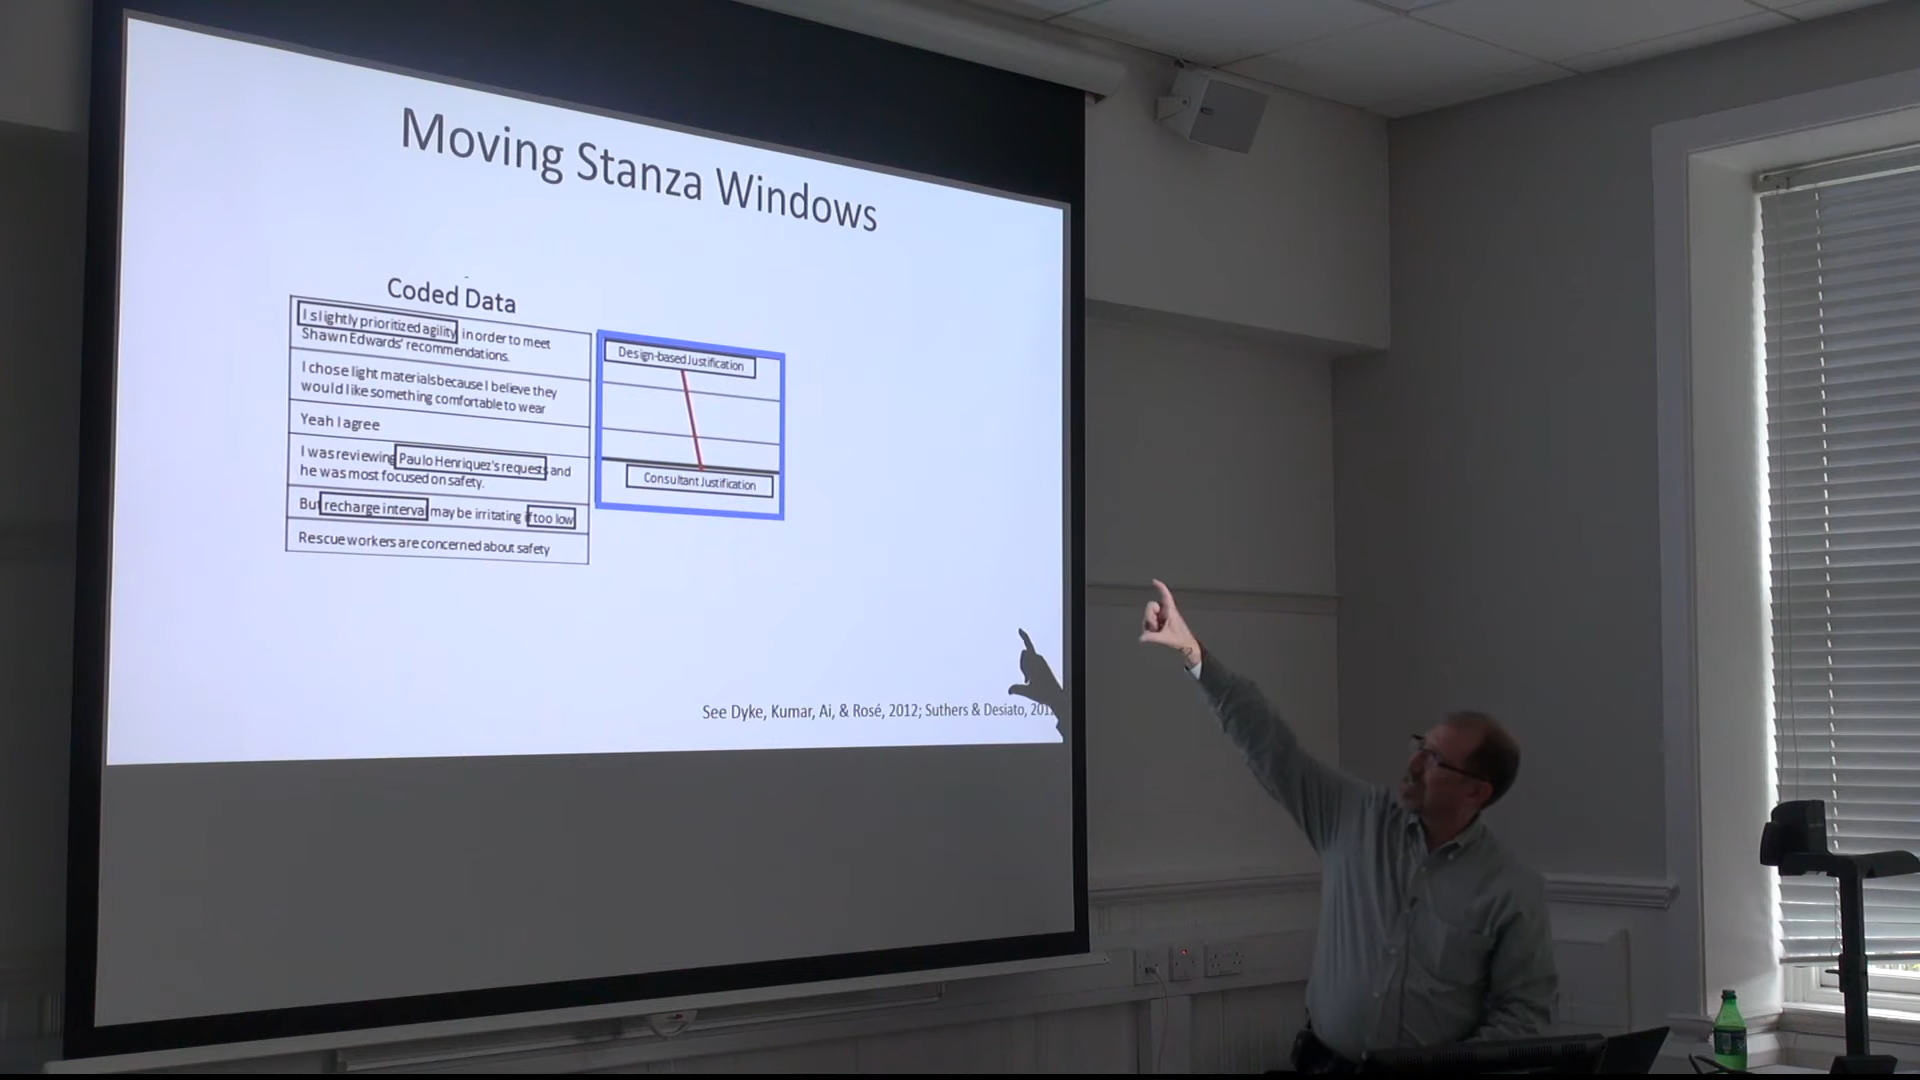 Moving Stanza Windows
Coded Data
I slightly prioritized agility in order to meet
Shawn Edwards' recommendations.
I chose light materials because I believe they
would like something comfortable to wear
Yeah I agree
I was reviewing Paulo Henriquez's requests and
he was most focused on safety.
But recharge interval may be irritating if too low
Rescue workers are concerned about safety
Design-based Justification
Consultant Justification
See Dyke, Kumar, Ai, & Rosé, 2012; Suthers & Desiato,